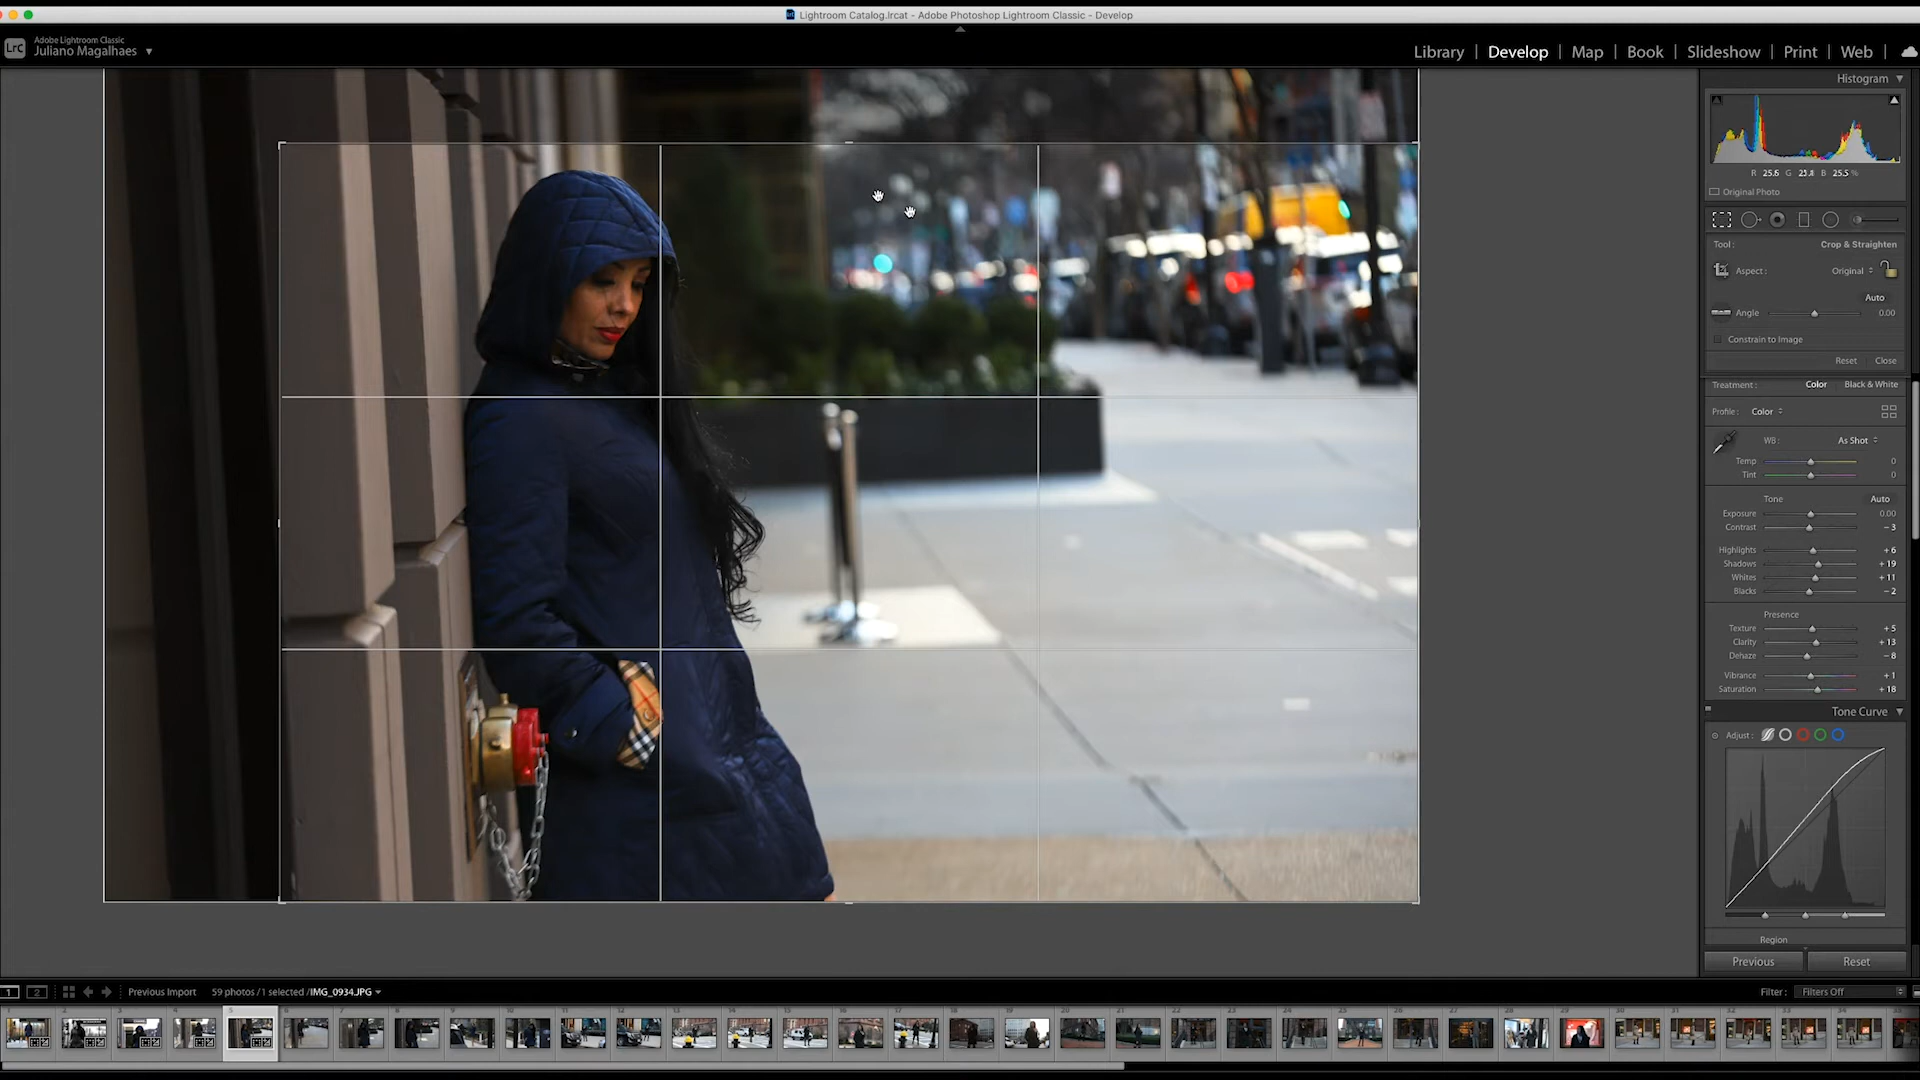 Lightroom Catalog.lrcat - Adobe Photoshop Lightroom Classic - Develop
LrC
Adobe Lightroom Classic
Juliano Magalhaes
Library | Develop | Map | Book | Slideshow | Print | Web |
Histogram
R 25.6 G 23.8 B 25.5 %
Original Photo
Tool : Crop & Straighten
Aspect : Original
Auto
Angle 0.00
Constrain to Image
Reset Close
Treatment : Color Black & White
Profile : Color
WB : As Shot
Temp 0
Tint 0
Tone Auto
Exposure 0.00
Contrast – 3
Highlights + 6
Shadows + 19
Whites + 11
Blacks – 2
Presence
Texture + 5
Clarity + 13
Dehaze – 8
Vibrance + 1
Saturation + 18
Tone Curve
Adjust :
Region
Previous Reset
1 2 Previous Import 59 photos / 1 selected / IMG_0934.JPG
Filter : Filters Off